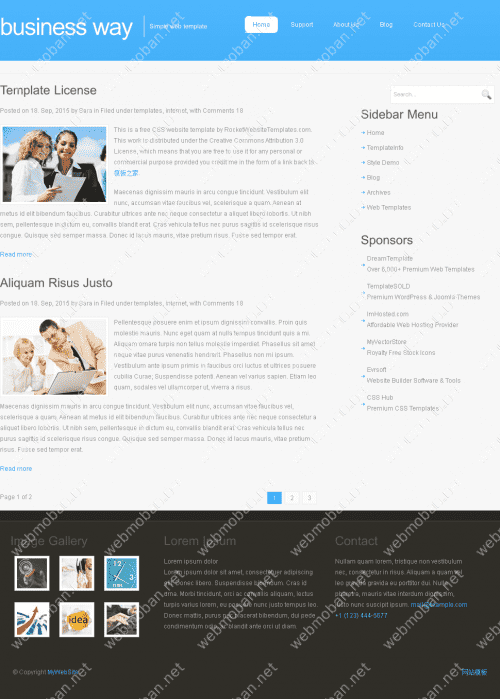 business way
Simple web template
Home
Support
About Us
Blog
Contact Us
Template License
Posted on 18. Sep, 2015 by Sara in Filed under templates, internet, with Comments 18
This is a free CSS website template by RocketWebsiteTemplates.com.
This work is distributed under the Creative Commons Attribution 3.0
License, which means that you are free to use it for any personal or
commercial purpose provided you credit me in the form of a link back to
模板之家
Maecenas dignissim mauris in arcu congue tincidunt. Vestibulum elit
nunc, accumsan vitae faucibus vel, scelerisque a quam. Aenean at
metus id elit bibendum faucibus. Curabitur ultrices ante nec neque consectetur a aliquet libero lobortis. Ut nibh
sem, pellentesque in dictum eu, convallis blandit erat. Cras vehicula tellus nec purus sagittis id scelerisque risus
congue. Quisque sed semper massa. Donec id lacus mauris, vitae pretium risus. Fusce sed tempor erat.
Read more ...
Aliquam Risus Justo
Posted on 18. Sep, 2015 by Sara in Filed under templates, internet, with Comments 18
Pellentesque posuere enim at ipsum dignissim convallis. Proin quis
molestie mauris. Nunc eget quam at nulla tempus tincidunt quis a mi.
Aliquam ornare turpis non tellus molestie imperdiet. Phasellus sit amet
neque vitae purus venenatis hendrerit. Phasellus non mi ipsum.
Vestibulum ante ipsum primis in faucibus orci luctus et ultrices posuere
cubilia Curae; Suspendisse potenti. Aenean vel varius sapien. Etiam leo
quam, sodales vel ullamcorper ut, viverra a risus.
Maecenas dignissim mauris in arcu congue tincidunt. Vestibulum elit nunc, accumsan vitae faucibus vel,
scelerisque a quam. Aenean at metus id elit bibendum faucibus. Curabitur ultrices ante nec neque consectetur a
aliquet libero lobortis. Ut nibh sem, pellentesque in dictum eu, convallis blandit erat. Cras vehicula tellus nec
purus sagittis id scelerisque risus congue. Quisque sed semper massa. Donec id lacus mauris, vitae pretium
risus. Fusce sed tempor erat.
Read more
Page 1 of 2
1 2 3
Search...
Sidebar Menu
Home
TemplateInfo
Style Demo
Blog
Archives
Web Templates
Sponsors
DreamTemplate
Over 6,000+ Premium Web Templates
TemplateSOLD
Premium WordPress & Joomla Themes
ImHosted.com
Affordable Web Hosting Provider
MyVectorStore
Royalty Free Stock Icons
Evrsoft
Website Builder Software & Tools
CSS Hub
Premium CSS Templates
Image Gallery
idea
Lorem Ipsum
Lorem ipsum dolor
Lorem ipsum dolor sit amet, consectetuer adipiscing
elit. Donec libero. Suspendisse bibendum. Cras id
urna. Morbi tincidunt, orci ac convallis aliquam, lectus
turpis varius lorem, eu posuere nunc justo tempus leo.
Donec mattis, purus nec placerat bibendum, dui pede
condimentum odio, ac blandit ante orci ut diam.
Contact
Nullam quam lorem, tristique non vestibulum
nec, consectetur in risus. Aliquam a quam vel
leo gravida gravida eu porttitor dui. Nulla
pharetra, mauris vitae interdum dignissim,
justo nunc suscipit ipsum. mail@example.com
+1 (123) 444-5677
© Copyright MyWebSite
网站模板
webmoban.net